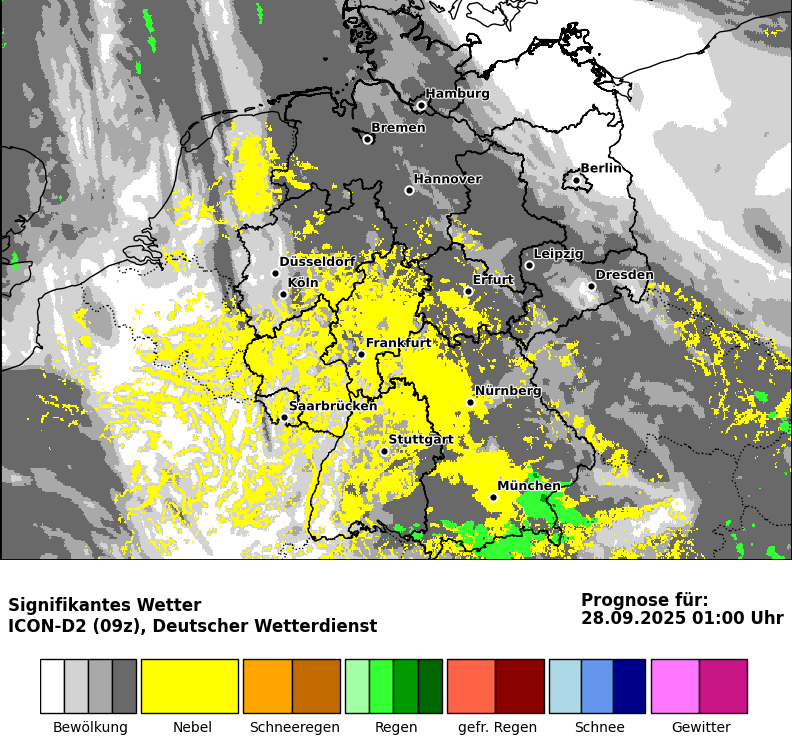 Hamburg
Bremen
Berlin
Hannover
Leipzig
Düsseldorf
Dresden
Köln
Erfurt
Frankfurt
Nürnberg
Saarbrücken
Stuttgart
München
Signifikantes Wetter
ICON-D2 (09z), Deutscher Wetterdienst
Prognose für:
28.09.2025 01:00 Uhr
Bewölkung Nebel Schneeregen Regen gefr. Regen Schnee Gewitter